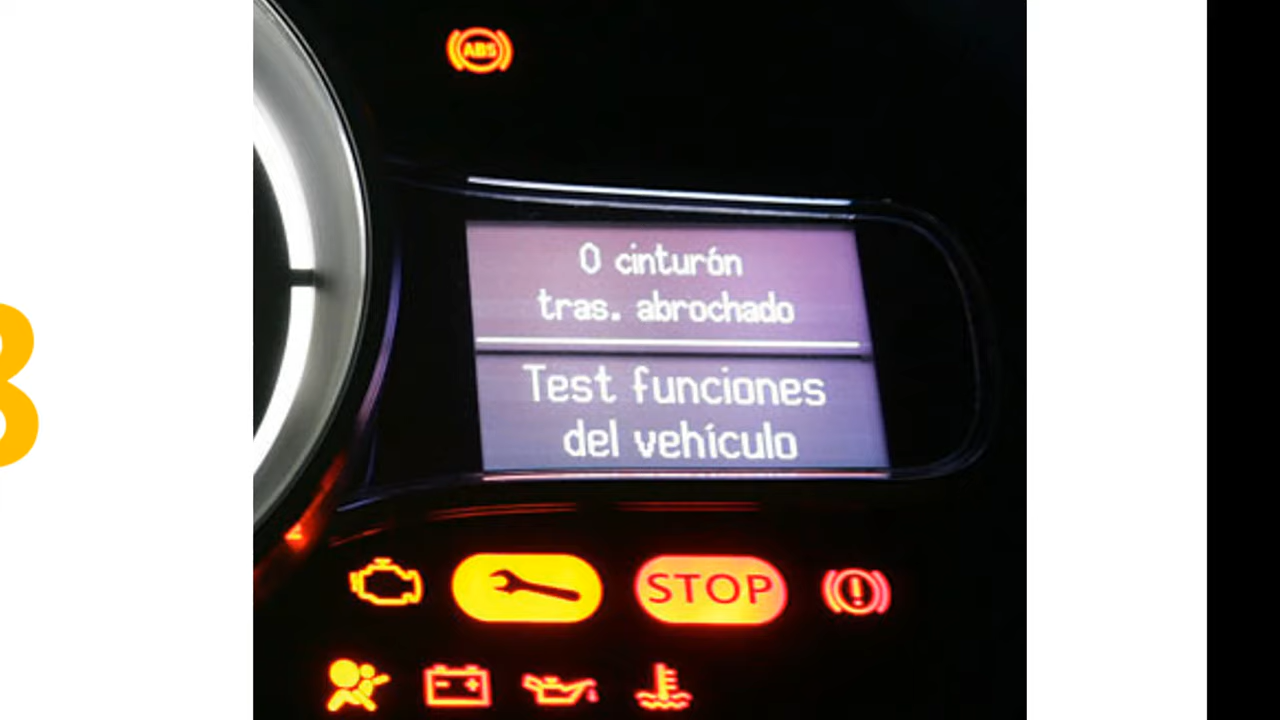 ABS
0 cinturón
tras. abrochado
Test funciones
del vehículo
STOP